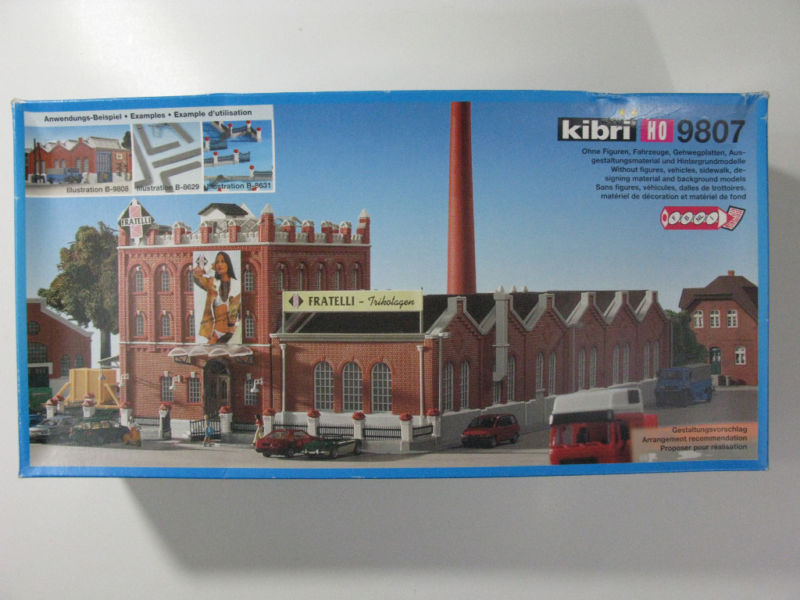 Anwendungs-Beispiel • Examples • Example d'utilisation
Illustration B-9808
Illustration B-8629
Illustration B-8631
kibri HO 9807
Ohne Figuren, Fahrzeuge, Gehwegplatten, Aus-
gestaltungsmaterial und Hintergrundmodelle
Without figures, vehicles, sidewalk, de-
signing material and background models
Sans figures, véhicules, dalles de trottoires,
matériel de décoration et matériel de fond
FRATELLI
FRATELLI - Trikotagen
Gestaltungsvorschlag
Arrangement recommendation
Proposer pour réalisation